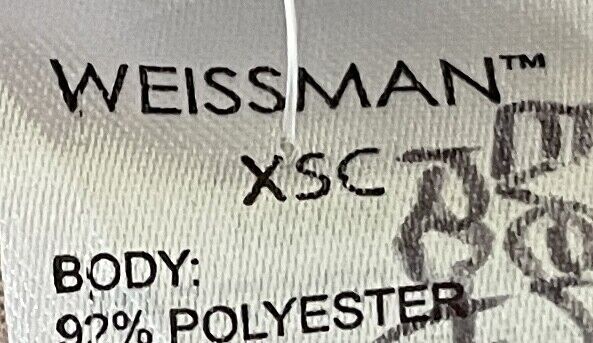 WEISSMAN™
XSC
BODY:
92% POLYESTER